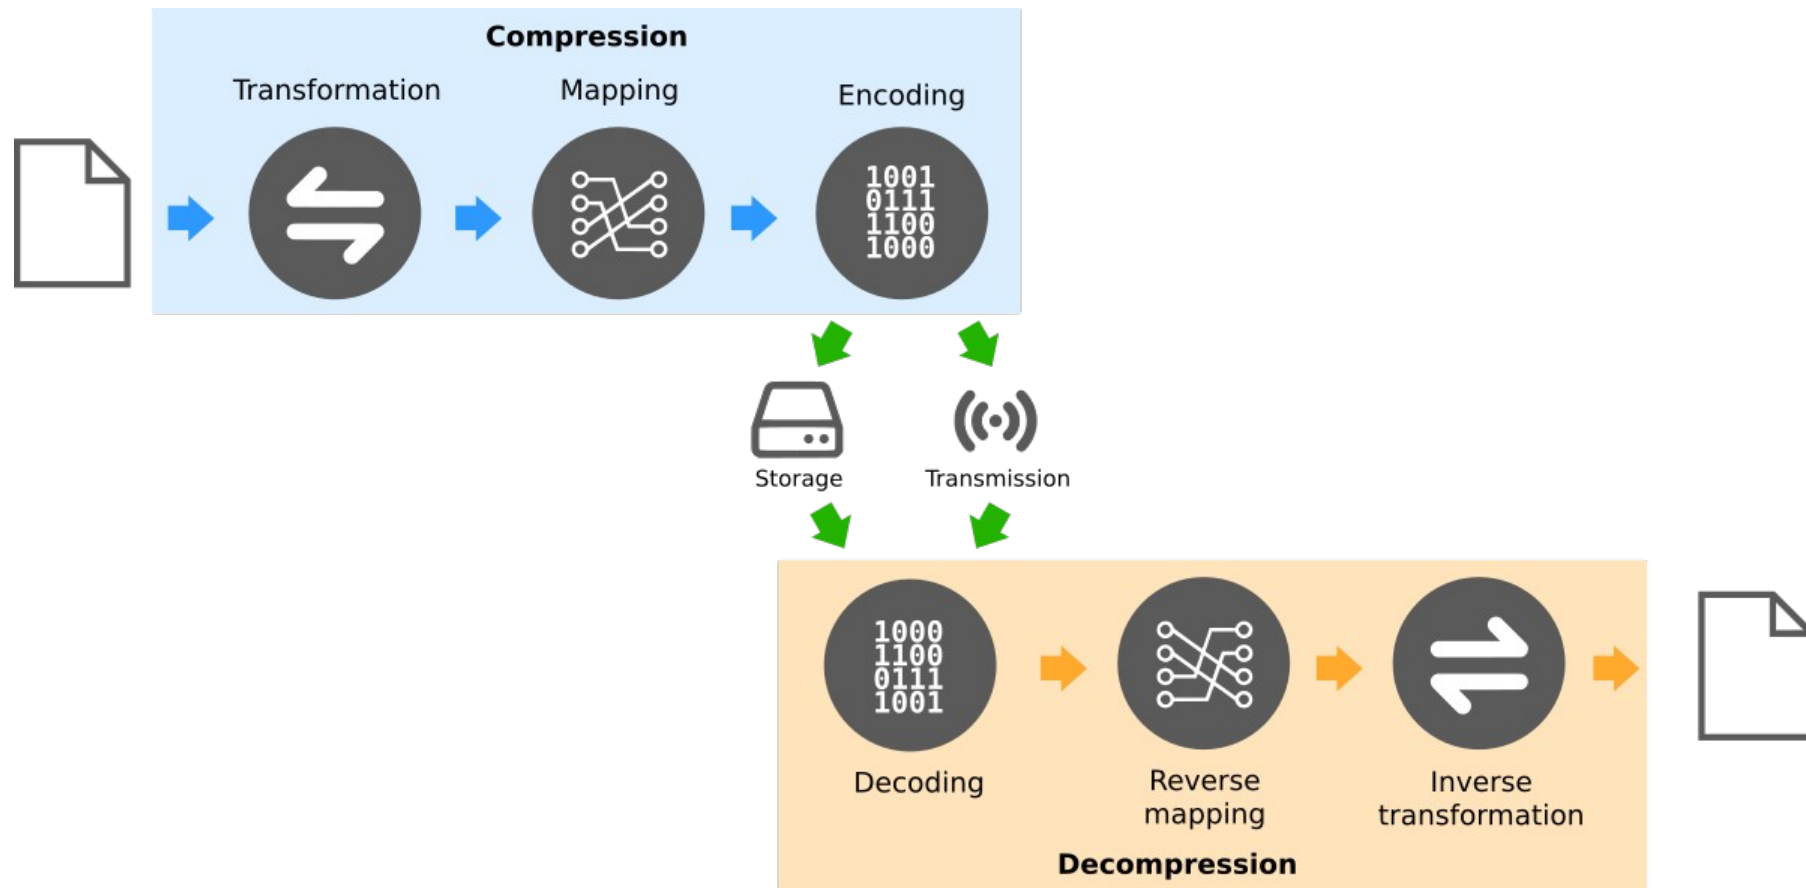 Compression
Transformation
Mapping
Encoding
1001
0111
1100
1000
Storage
Transmission
1000
1100
0111
1001
Decoding
Reverse
mapping
Inverse
transformation
Decompression